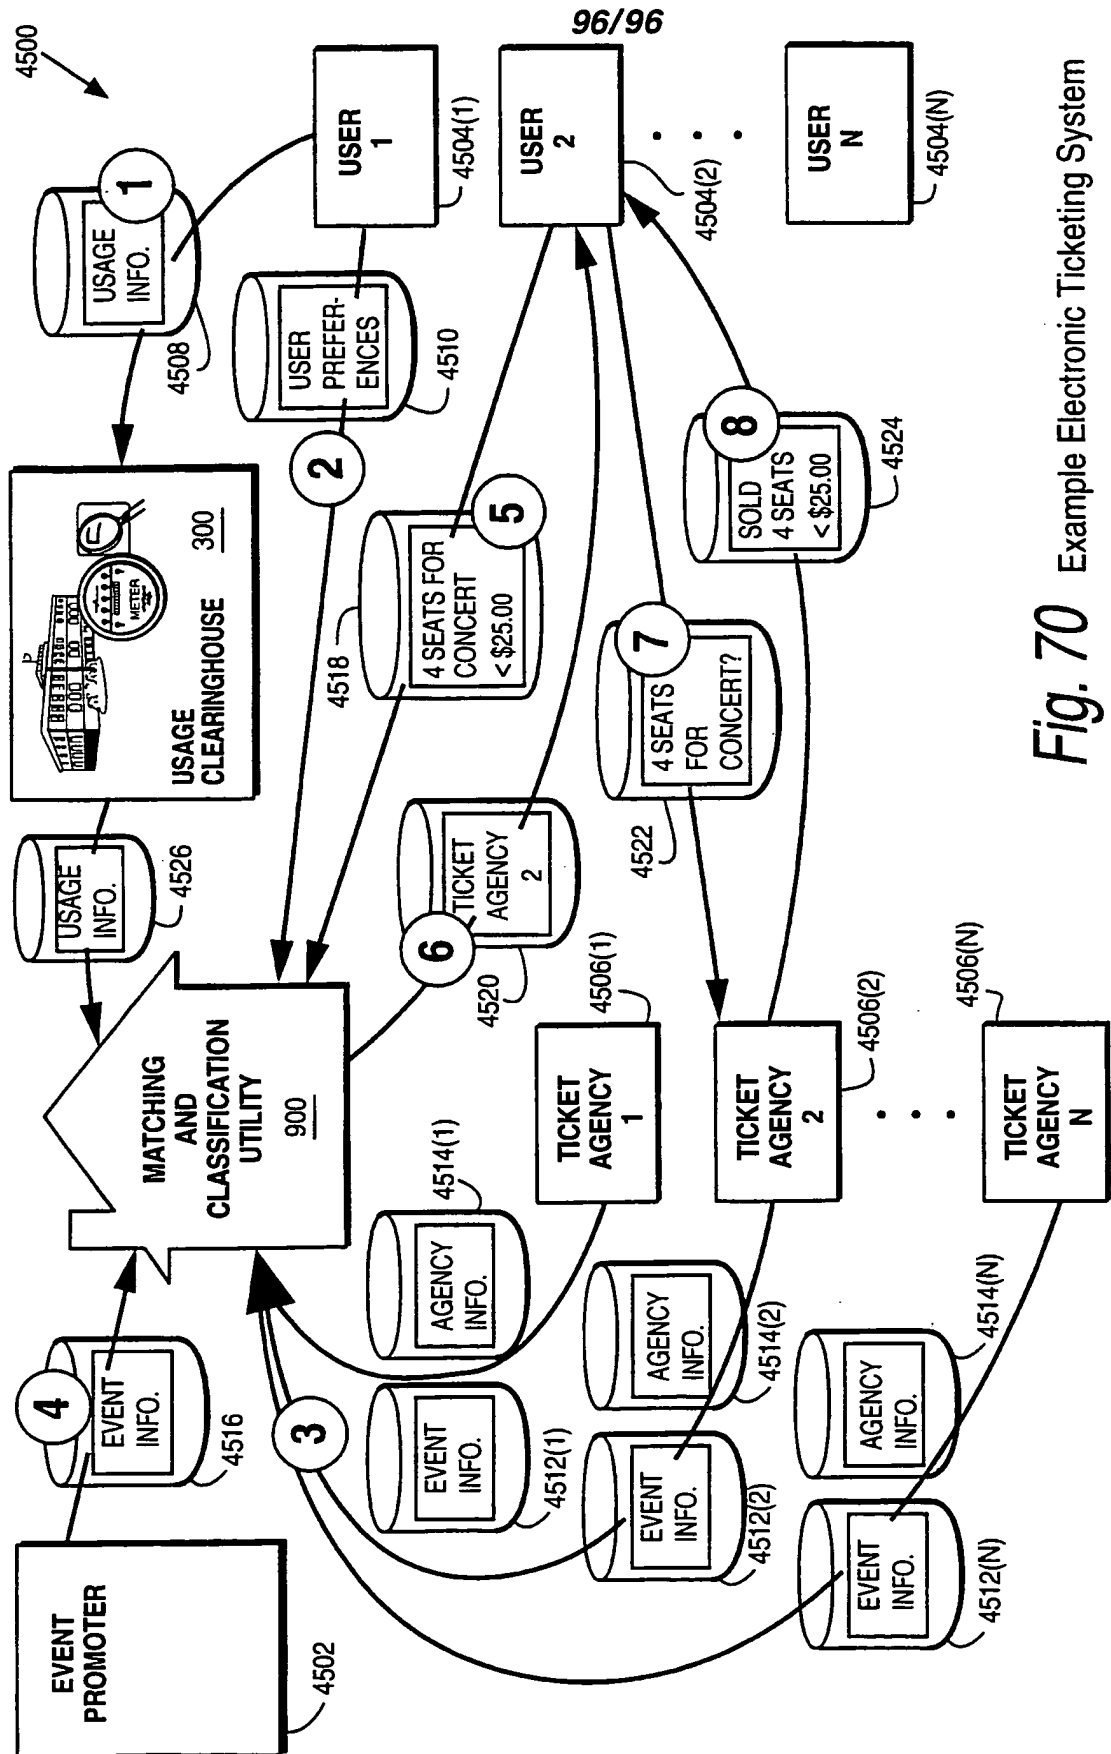 96/96
4500
EVENT
PROMOTER
4502
4
EVENT
INFO.
4516
MATCHING
AND
CLASSIFICATION
UTILITY
900
USAGE
INFO.
4526
METER
300
USAGE
CLEARINGHOUSE
1
USAGE
INFO.
4508
USER
1
4504(1)
2
USER
PREFER-
ENCES
4510
5
4 SEATS FOR
CONCERT
< $25.00
4518
USER
2
4504(2)
6
TICKET
AGENCY
2
4520
7
4 SEATS
FOR
CONCERT?
4522
8
SOLD
4 SEATS
< $25.00
4524
USER
N
4504(N)
3
EVENT
INFO.
4512(1)
AGENCY
INFO.
4514(1)
TICKET
AGENCY
1
4506(1)
EVENT
INFO.
4512(2)
AGENCY
INFO.
4514(2)
TICKET
AGENCY
2
4506(2)
EVENT
INFO.
4512(N)
AGENCY
INFO.
4514(N)
TICKET
AGENCY
N
4506(N)
Fig. 70 Example Electronic Ticketing System